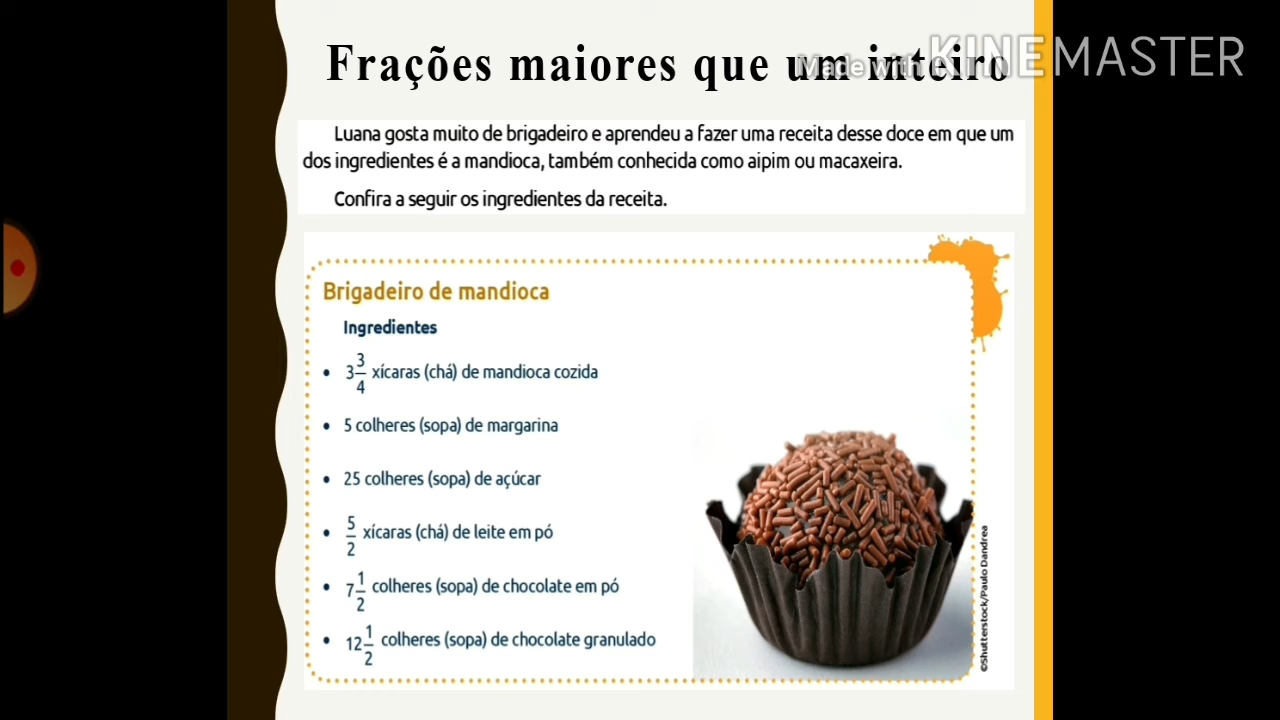 Frações maiores que um inteiro
Made with KINEMASTER
Luana gosta muito de brigadeiro e aprendeu a fazer uma receita desse doce em que um
dos ingredientes é a mandioca, também conhecida como aipim ou macaxeira.
Confira a seguir os ingredientes da receita.
Brigadeiro de mandioca
Ingredientes
• 3 3/4 xícaras (chá) de mandioca cozida
• 5 colheres (sopa) de margarina
• 25 colheres (sopa) de açúcar
• 5/2 xícaras (chá) de leite em pó
• 7 1/2 colheres (sopa) de chocolate em pó
• 12 1/2 colheres (sopa) de chocolate granulado
©Shutterstock/Paulo Dandrea